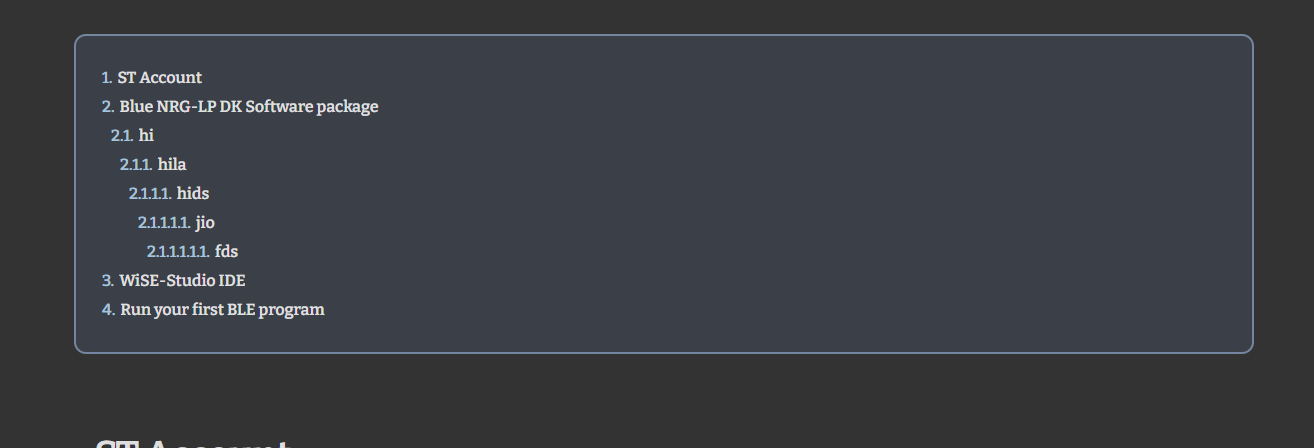 1. ST Account
2. Blue NRG-LP DK Software package
2.1. hi
2.1.1. hila
2.1.1.1. hids
2.1.1.1.1. jio
2.1.1.1.1.1. fds
3. WiSE-Studio IDE
4. Run your first BLE program
ST Account